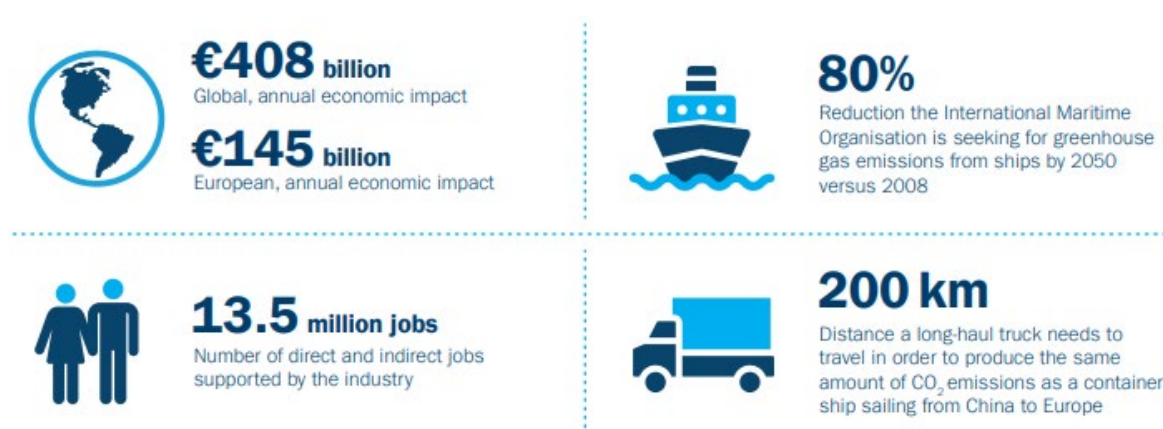 €408 billion
Global, annual economic impact
€145 billion
European, annual economic impact
80%
Reduction the International Maritime
Organisation is seeking for greenhouse
gas emissions from ships by 2050
versus 2008
13.5 million jobs
Number of direct and indirect jobs
supported by the industry
200 km
Distance a long-haul truck needs to
travel in order to produce the same
amount of CO₂ emissions as a container
ship sailing from China to Europe